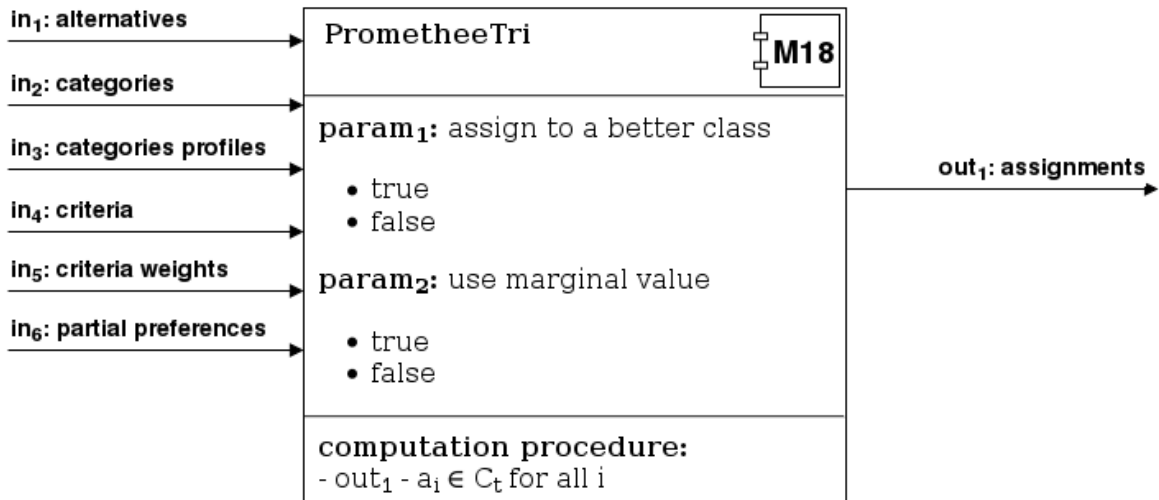 in₁: alternatives
in₂: categories
in₃: categories profiles
in₄: criteria
in₅: criteria weights
in₆: partial preferences
PrometheeTri
M18
param₁: assign to a better class
• true
• false
param₂: use marginal value
• true
• false
computation procedure:
- out₁ - aᵢ ∈ Cₜ for all i
out₁: assignments